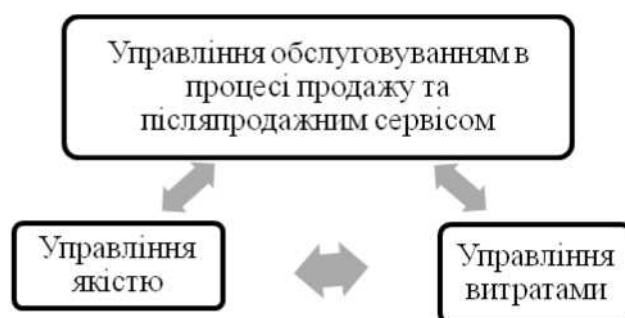 Управління обслуговуванням в
процесі продажу та
післяпродажним сервісом
Управління
якістю
Управління
витратами